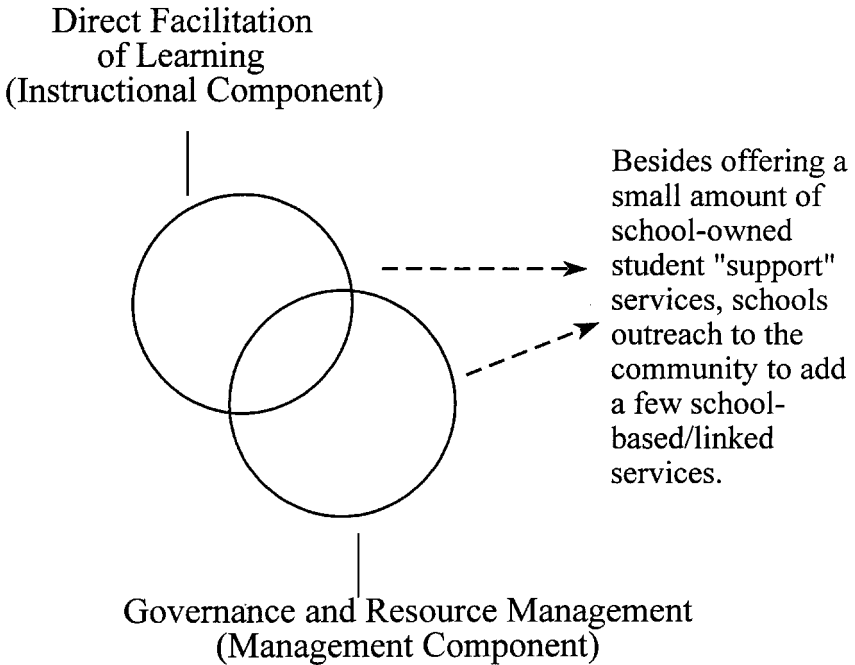 Direct Facilitation
of Learning
(Instructional Component)
Besides offering a
small amount of
school-owned
student "support"
services, schools
outreach to the
community to add
a few school-
based/linked
services.
Governance and Resource Management
(Management Component)